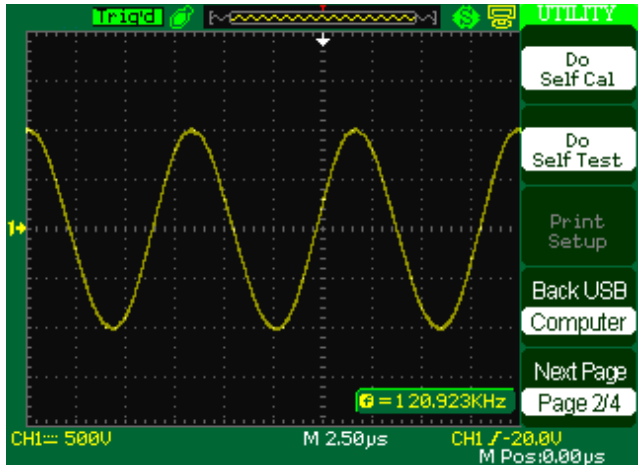 Trig'd
S
UTILITY
Do
Self Cal
Do
Self Test
Print
Setup
Back USB
Computer
Next Page
Page 2/4
1
f =120.923KHz
CH1 500V
M 2.50µs
CH1 -20.0V
M Pos:0.00µs